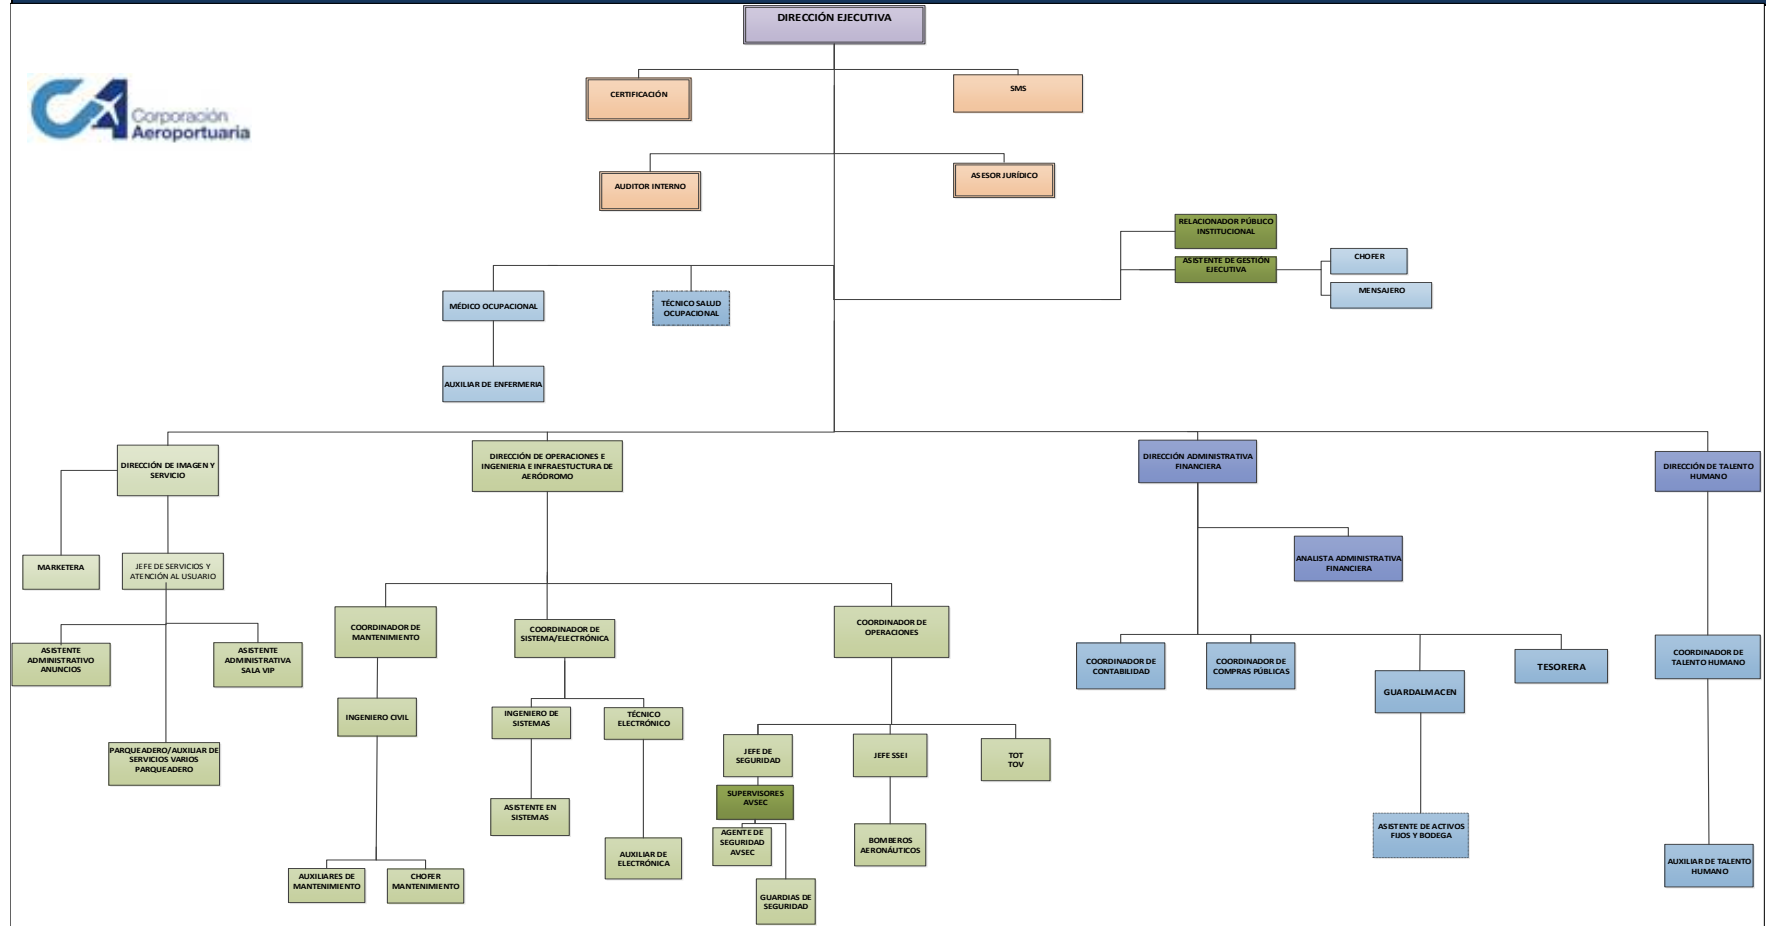 DIRECCIÓN EJECUTIVA
CERTIFICACIÓN
SMS
Corporación
Aeroportuaria
AUDITOR INTERNO
ASESOR JURÍDICO
RELACIONADOR PÚBLICO
INSTITUCIONAL
ASISTENTE DE GESTIÓN
EJECUTIVA
CHOFER
MENSAJERO
MÉDICO OCUPACIONAL
TÉCNICO SALUD
OCUPACIONAL
AUXILIAR DE ENFERMERIA
DIRECCIÓN DE IMAGEN Y
SERVICIO
DIRECCIÓN DE OPERACIONES E
INGENIERIA E INFRAESTUCTURA DE
AERÓDROMO
DIRECCIÓN ADMINISTRATIVA
FINANCIERA
DIRECCIÓN DE TALENTO
HUMANO
MARKETERA
JEFE DE SERVICIOS Y
ATENCIÓN AL USUARIO
ANALISTA ADMINISTRATIVA
FINANCIERA
ASISTENTE
ADMINISTRATIVO
ANUNCIOS
ASISTENTE
ADMINISTRATIVA
SALA VIP
COORDINADOR DE
MANTENIMIENTO
COORDINADOR DE
SISTEMA/ELECTRÓNICA
COORDINADOR DE
OPERACIONES
COORDINADOR DE
CONTABILIDAD
COORDINADOR DE
COMPRAS PÚBLICAS
GUARDALMACEN
TESORERA
COORDINADOR DE
TALENTO HUMANO
PARQUEADERO/AUXILIAR DE
SERVICIOS VARIOS
PARQUEADERO
INGENIERO CIVIL
INGENIERO DE
SISTEMAS
TÉCNICO
ELECTRÓNICO
JEFE DE
SEGURIDAD
JEFE SSEI
TOT
TOV
SUPERVISORES
AVSEC
ASISTENTE EN
SISTEMAS
AGENTE DE
SEGURIDAD
AVSEC
BOMBEROS
AERONÁUTICOS
ASISTENTE DE ACTIVOS
FIJOS Y BODEGA
AUXILIAR DE
ELECTRÓNICA
AUXILIAR DE TALENTO
HUMANO
AUXILIARES DE
MANTENIMIENTO
CHOFER
MANTENIMIENTO
GUARDIAS DE
SEGURIDAD